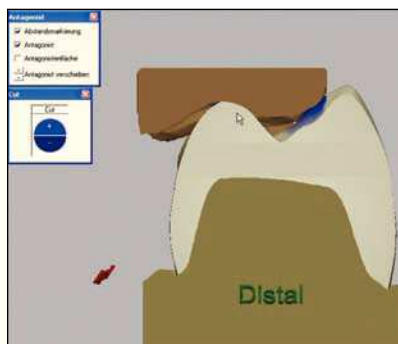 Antagonist
Abstandsmarkierung
Antagonist
Antagonistenfläche
Antagonist verschieben
Cut
Cut
+
-
Distal